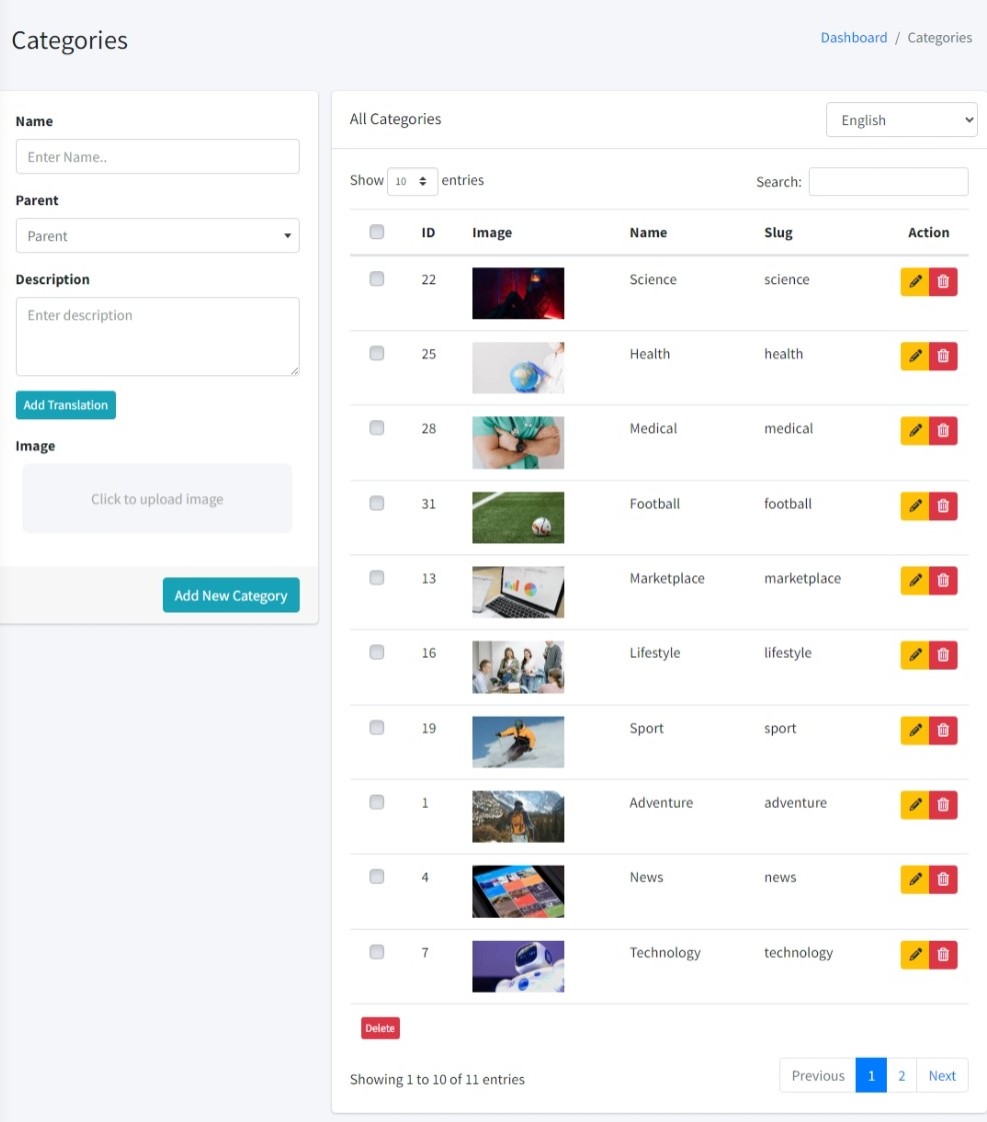 Categories
Dashboard / Categories
Name
Enter Name..
Parent
Parent
Description
Enter description
Add Translation
Image
Click to upload image
Add New Category
All Categories
English
Show 10 entries
Search:
ID Image Name Slug Action
22 Science science
25 Health health
28 Medical medical
31 Football football
13 Marketplace marketplace
16 Lifestyle lifestyle
19 Sport sport
1 Adventure adventure
4 News news
7 Technology technology
Delete
Showing 1 to 10 of 11 entries
Previous 1 2 Next